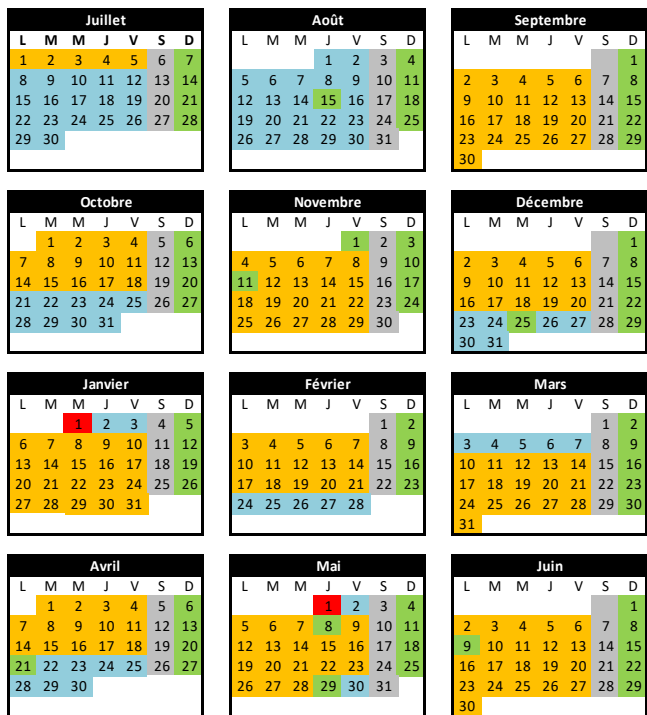 Juillet
L M M J V S D
1 2 3 4 5 6 7
8 9 10 11 12 13 14
15 16 17 18 19 20 21
22 23 24 25 26 27 28
29 30
Août
L M M J V S D
1 2 3 4
5 6 7 8 9 10 11
12 13 14 15 16 17 18
19 20 21 22 23 24 25
26 27 28 29 30 31
Septembre
L M M J V S D
1
2 3 4 5 6 7 8
9 10 11 12 13 14 15
16 17 18 19 20 21 22
23 24 25 26 27 28 29
30
Octobre
L M M J V S D
1 2 3 4 5 6
7 8 9 10 11 12 13
14 15 16 17 18 19 20
21 22 23 24 25 26 27
28 29 30 31
Novembre
L M M J V S D
1 2 3
4 5 6 7 8 9 10
11 12 13 14 15 16 17
18 19 20 21 22 23 24
25 26 27 28 29 30
Décembre
L M M J V S D
1
2 3 4 5 6 7 8
9 10 11 12 13 14 15
16 17 18 19 20 21 22
23 24 25 26 27 28 29
30 31
Janvier
L M M J V S D
1 2 3 4 5
6 7 8 9 10 11 12
13 14 15 16 17 18 19
20 21 22 23 24 25 26
27 28 29 30 31
Février
L M M J V S D
1 2
3 4 5 6 7 8 9
10 11 12 13 14 15 16
17 18 19 20 21 22 23
24 25 26 27 28
Mars
L M M J V S D
1 2
3 4 5 6 7 8 9
10 11 12 13 14 15 16
17 18 19 20 21 22 23
24 25 26 27 28 29 30
31
Avril
L M M J V S D
1 2 3 4 5 6
7 8 9 10 11 12 13
14 15 16 17 18 19 20
21 22 23 24 25 26 27
28 29 30
Mai
L M M J V S D
1 2 3 4
5 6 7 8 9 10 11
12 13 14 15 16 17 18
19 20 21 22 23 24 25
26 27 28 29 30 31
Juin
L M M J V S D
1
2 3 4 5 6 7 8
9 10 11 12 13 14 15
16 17 18 19 20 21 22
23 24 25 26 27 28 29
30